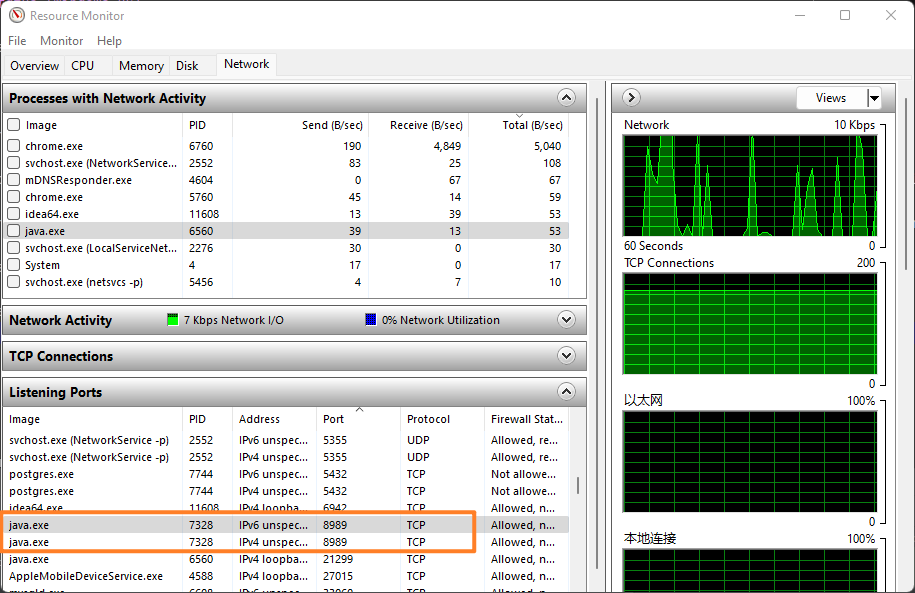 Resource Monitor
File Monitor Help
Overview CPU Memory Disk Network
Processes with Network Activity
Image PID Send (B/sec) Receive (B/sec) Total (B/sec)
chrome.exe 6760 190 4,849 5,040
svchost.exe (NetworkService... 2552 83 25 108
mDNSResponder.exe 4604 0 67 67
chrome.exe 5760 45 14 59
idea64.exe 11608 13 39 53
java.exe 6560 39 13 53
svchost.exe (LocalServiceNet... 2276 30 0 30
System 4 17 0 17
svchost.exe (netsvcs -p) 5456 4 7 10
Network Activity 7 Kbps Network I/O 0% Network Utilization
TCP Connections
Listening Ports
Image PID Address Port Protocol Firewall Stat...
svchost.exe (NetworkService -p) 2552 IPv6 unspec... 5355 UDP Allowed, re...
svchost.exe (NetworkService -p) 2552 IPv4 unspec... 5355 UDP Allowed, re...
postgres.exe 7744 IPv6 unspec... 5432 TCP Not allowe...
postgres.exe 7744 IPv4 unspec... 5432 TCP Not allowe...
idea64.exe 11608 IPv4 loopba... 6942 TCP Allowed, n...
java.exe 7328 IPv6 unspec... 8989 TCP Allowed, n...
java.exe 7328 IPv4 unspec... 8989 TCP Allowed, n...
java.exe 6560 IPv4 loopba... 21299 TCP Allowed, n...
AppleMobileDeviceService.exe 4588 IPv4 loopba... 27015 TCP Allowed, n...
Views
Network 10 Kbps
60 Seconds 0
TCP Connections 200
0
以太网 100%
0
本地连接 100%